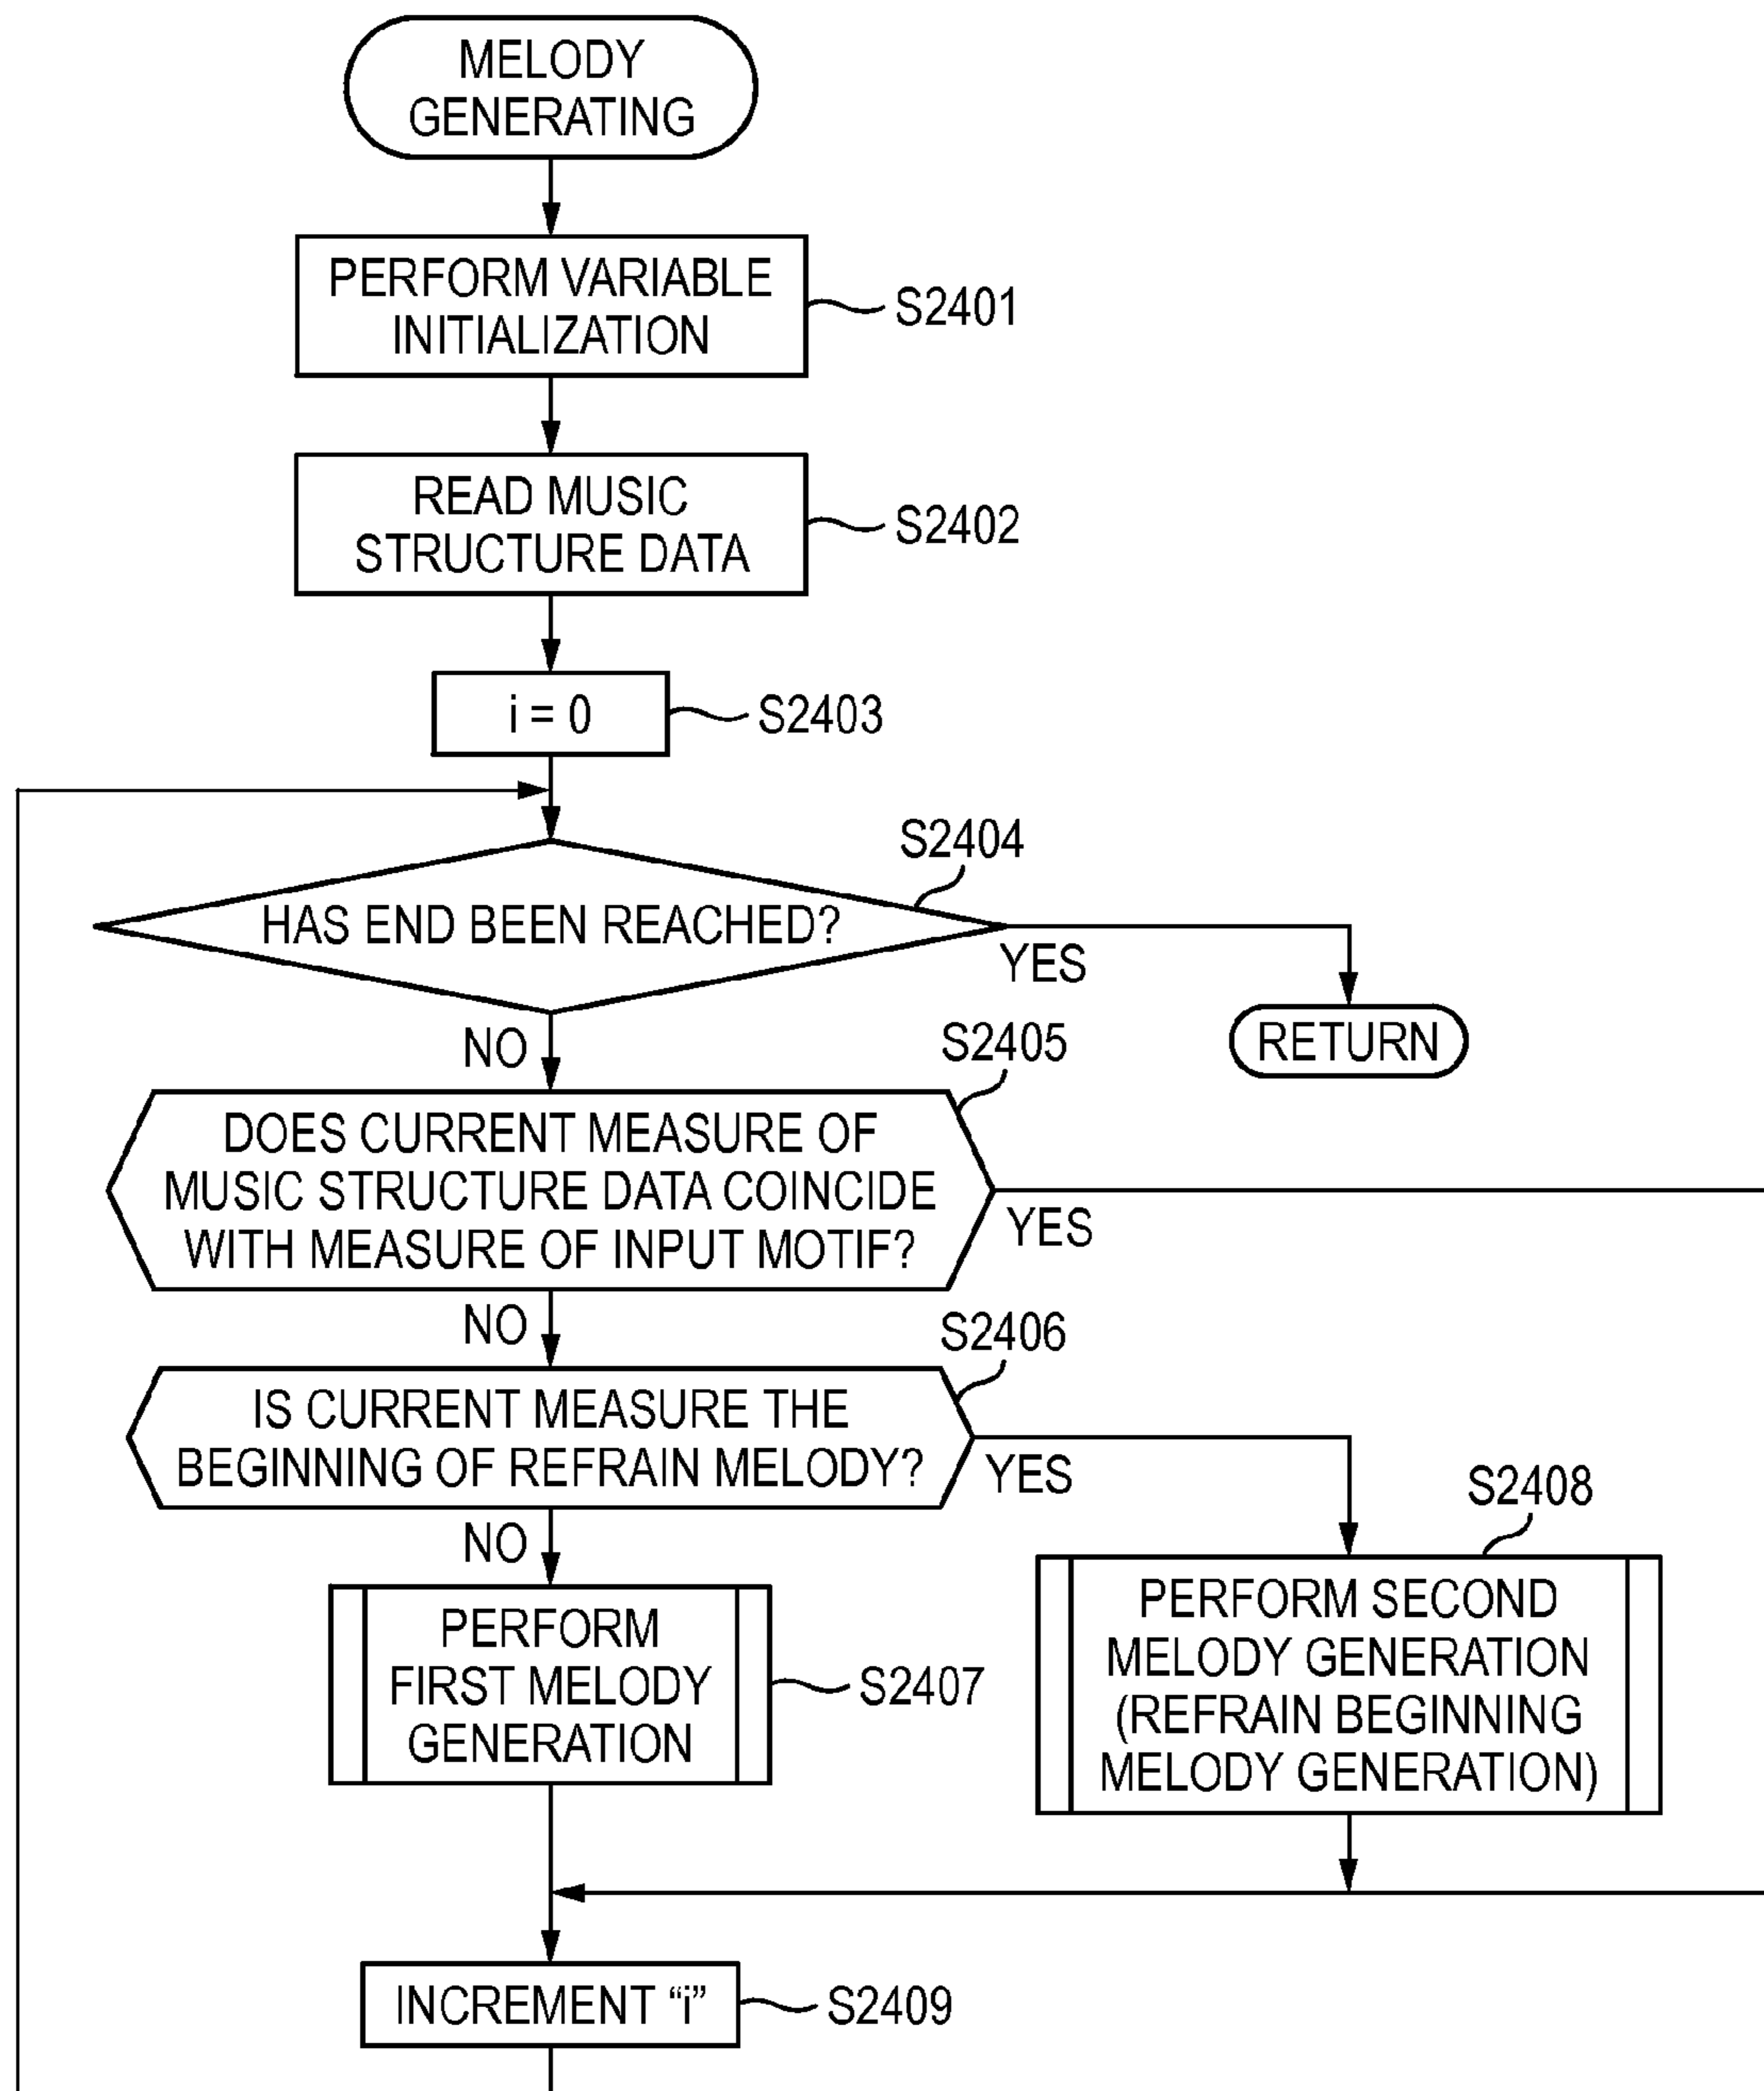 MELODY
GENERATING
PERFORM VARIABLE
INITIALIZATION
S2401
READ MUSIC
STRUCTURE DATA
S2402
i = 0
S2403
S2404
HAS END BEEN REACHED?
YES
NO
RETURN
S2405
DOES CURRENT MEASURE OF
MUSIC STRUCTURE DATA COINCIDE
WITH MEASURE OF INPUT MOTIF?
YES
NO
S2406
IS CURRENT MEASURE THE
BEGINNING OF REFRAIN MELODY?
YES
NO
S2408
PERFORM
FIRST MELODY
GENERATION
S2407
PERFORM SECOND
MELODY GENERATION
(REFRAIN BEGINNING
MELODY GENERATION)
INCREMENT “i”
S2409